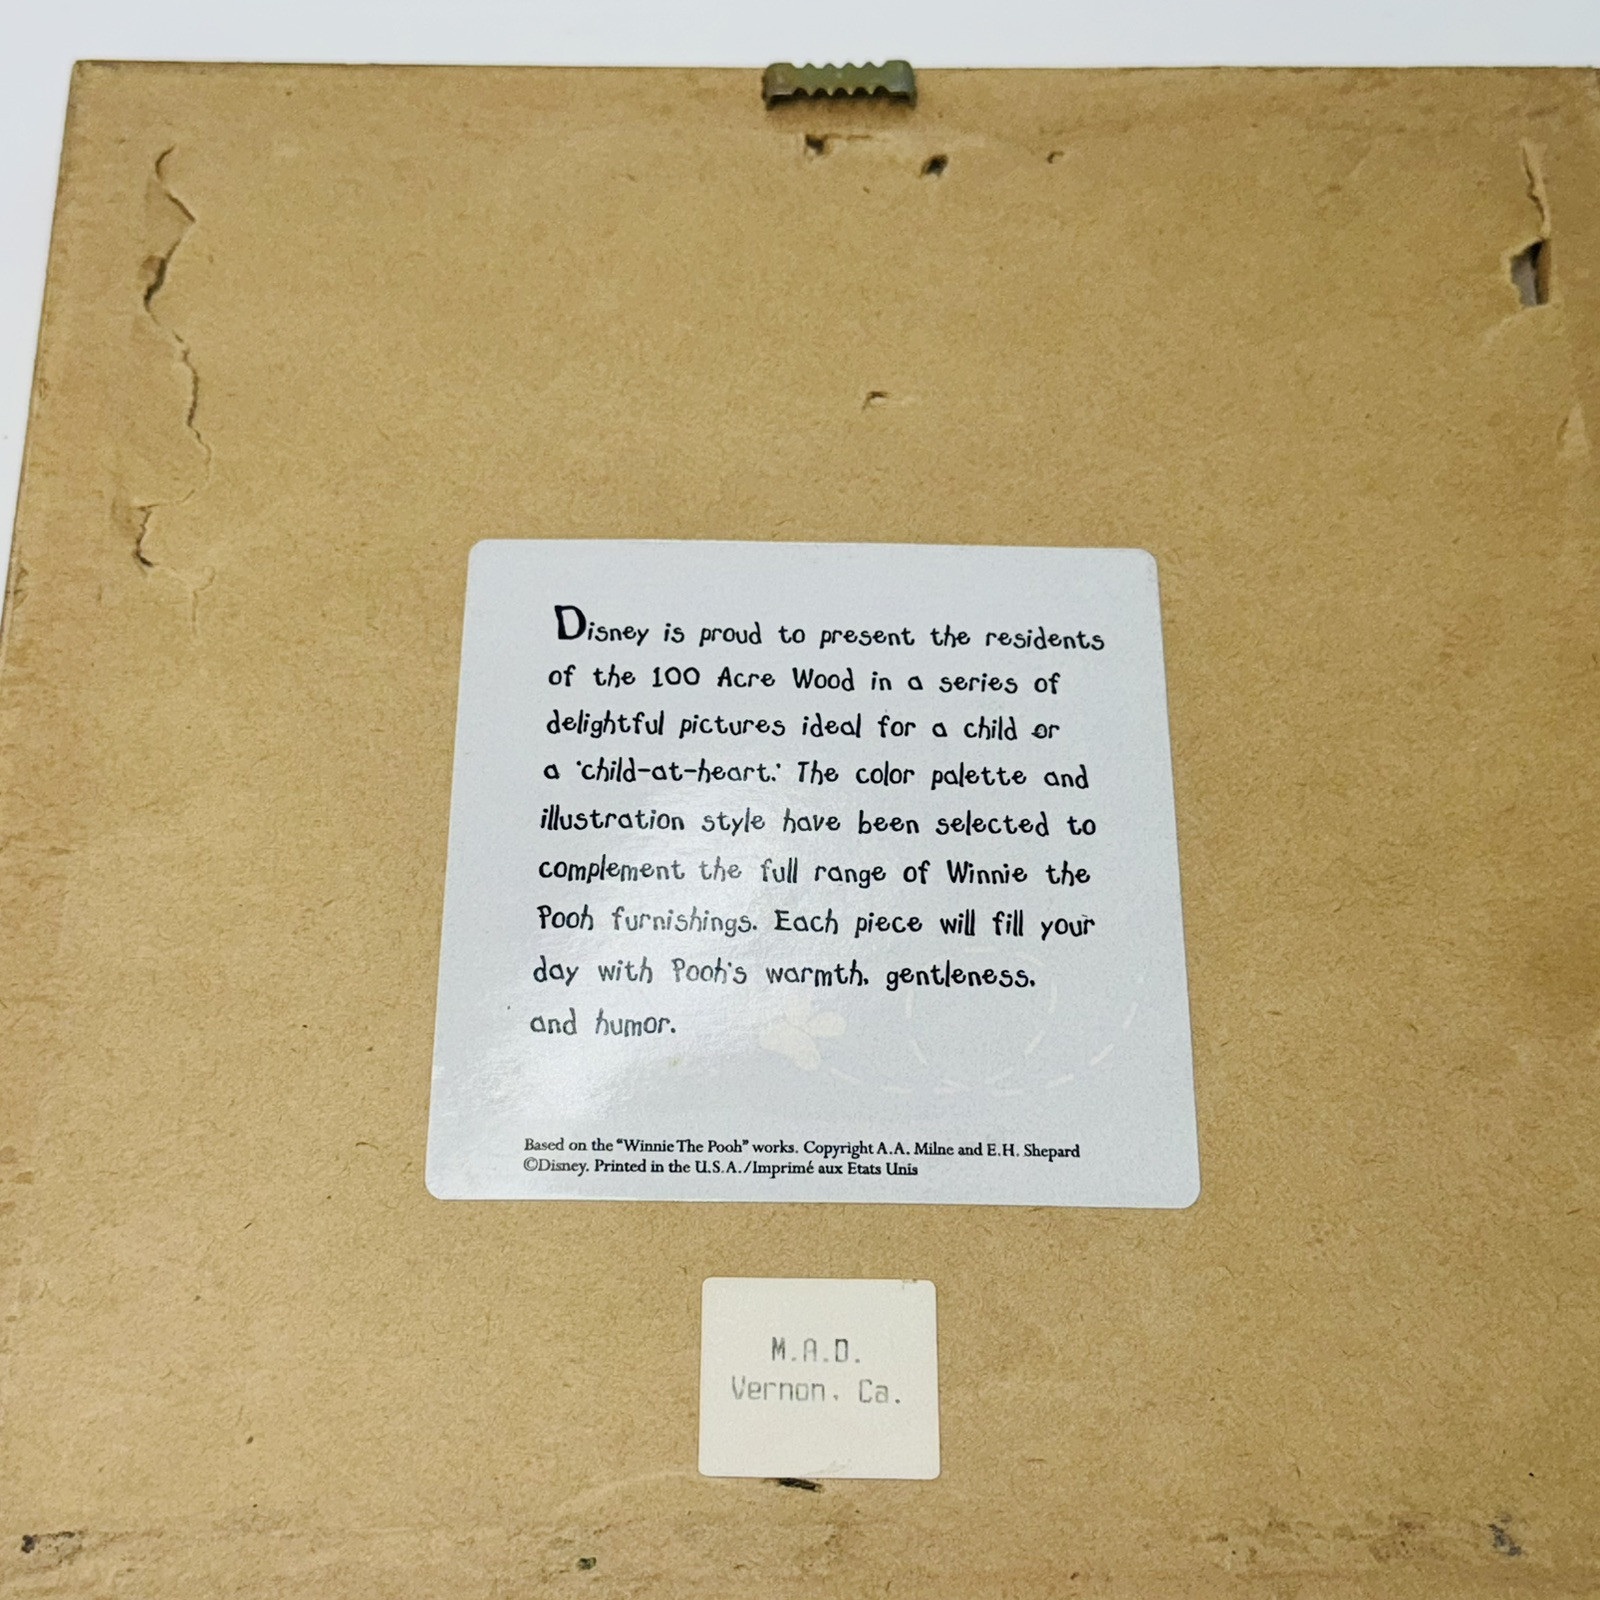 Disney is proud to present the residents
of the 100 Acre Wood in a series of
delightful pictures ideal for a child or
a 'child-at-heart.' The color palette and
illustration style have been selected to
complement the full range of Winnie the
Pooh furnishings. Each piece will fill your
day with Pooh's warmth, gentleness,
and humor.
Based on the "Winnie The Pooh" works. Copyright A.A. Milne and E.H. Shepard
©Disney. Printed in the U.S.A./Imprimé aux Etats Unis
M.A.D.
Vernon, Ca.